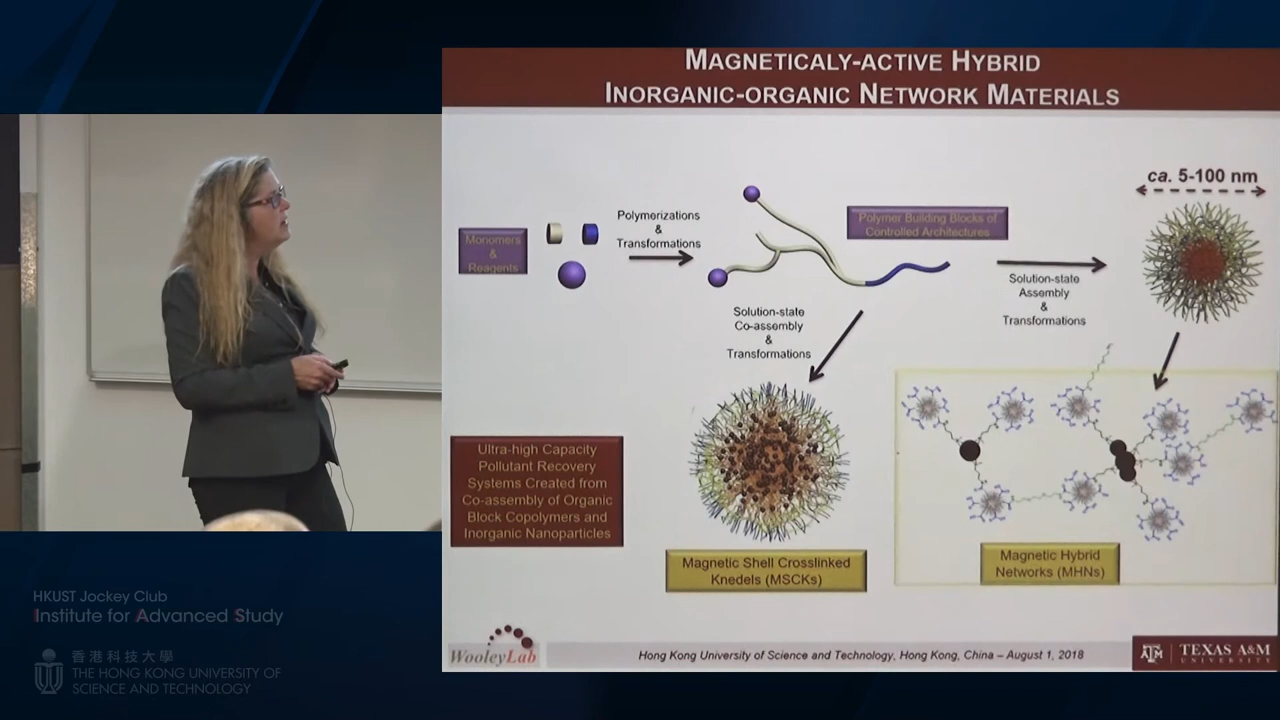 MAGNETICALY-ACTIVE HYBRID
INORGANIC-ORGANIC NETWORK MATERIALS
ca. 5-100 nm
Polymerizations
&
Transformations
Polymer Building Blocks of
Controlled Architectures
Monomers
&
Reagents
Solution-state
Assembly
&
Transformations
Solution-state
Co-assembly
&
Transformations
Ultra-high Capacity
Pollutant Recovery
Systems Created from
Co-assembly of Organic
Block Copolymers and
Inorganic Nanoparticles
Magnetic Shell Crosslinked
Knedels (MSCKs)
Magnetic Hybrid
Networks (MHNs)
WooleyLab
Hong Kong University of Science and Technology, Hong Kong, China – August 1, 2018
ATM
TEXAS A&M
UNIVERSITY
HKUST Jockey Club
Institute for Advanced Study
香港科技大學
THE HONG KONG UNIVERSITY OF
SCIENCE AND TECHNOLOGY